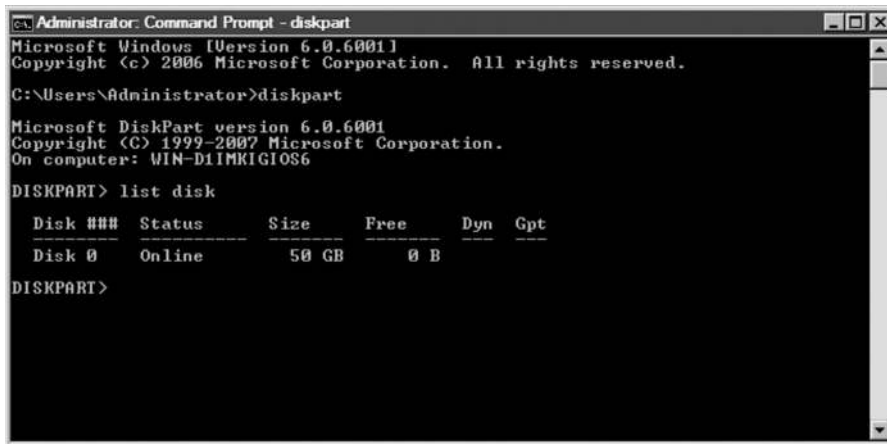 Administrator: Command Prompt - diskpart
Microsoft Windows [Version 6.0.6001]
Copyright (c) 2006 Microsoft Corporation.  All rights reserved.
C:\Users\Administrator>diskpart
Microsoft DiskPart version 6.0.6001
Copyright (C) 1999-2007 Microsoft Corporation.
On computer: WIN-D1IMKIGIOS6
DISKPART> list disk
Disk ###  Status      Size     Free     Dyn  Gpt
--------  ----------  -------  -------  ---  ---
Disk 0    Online        50 GB      0 B
DISKPART>